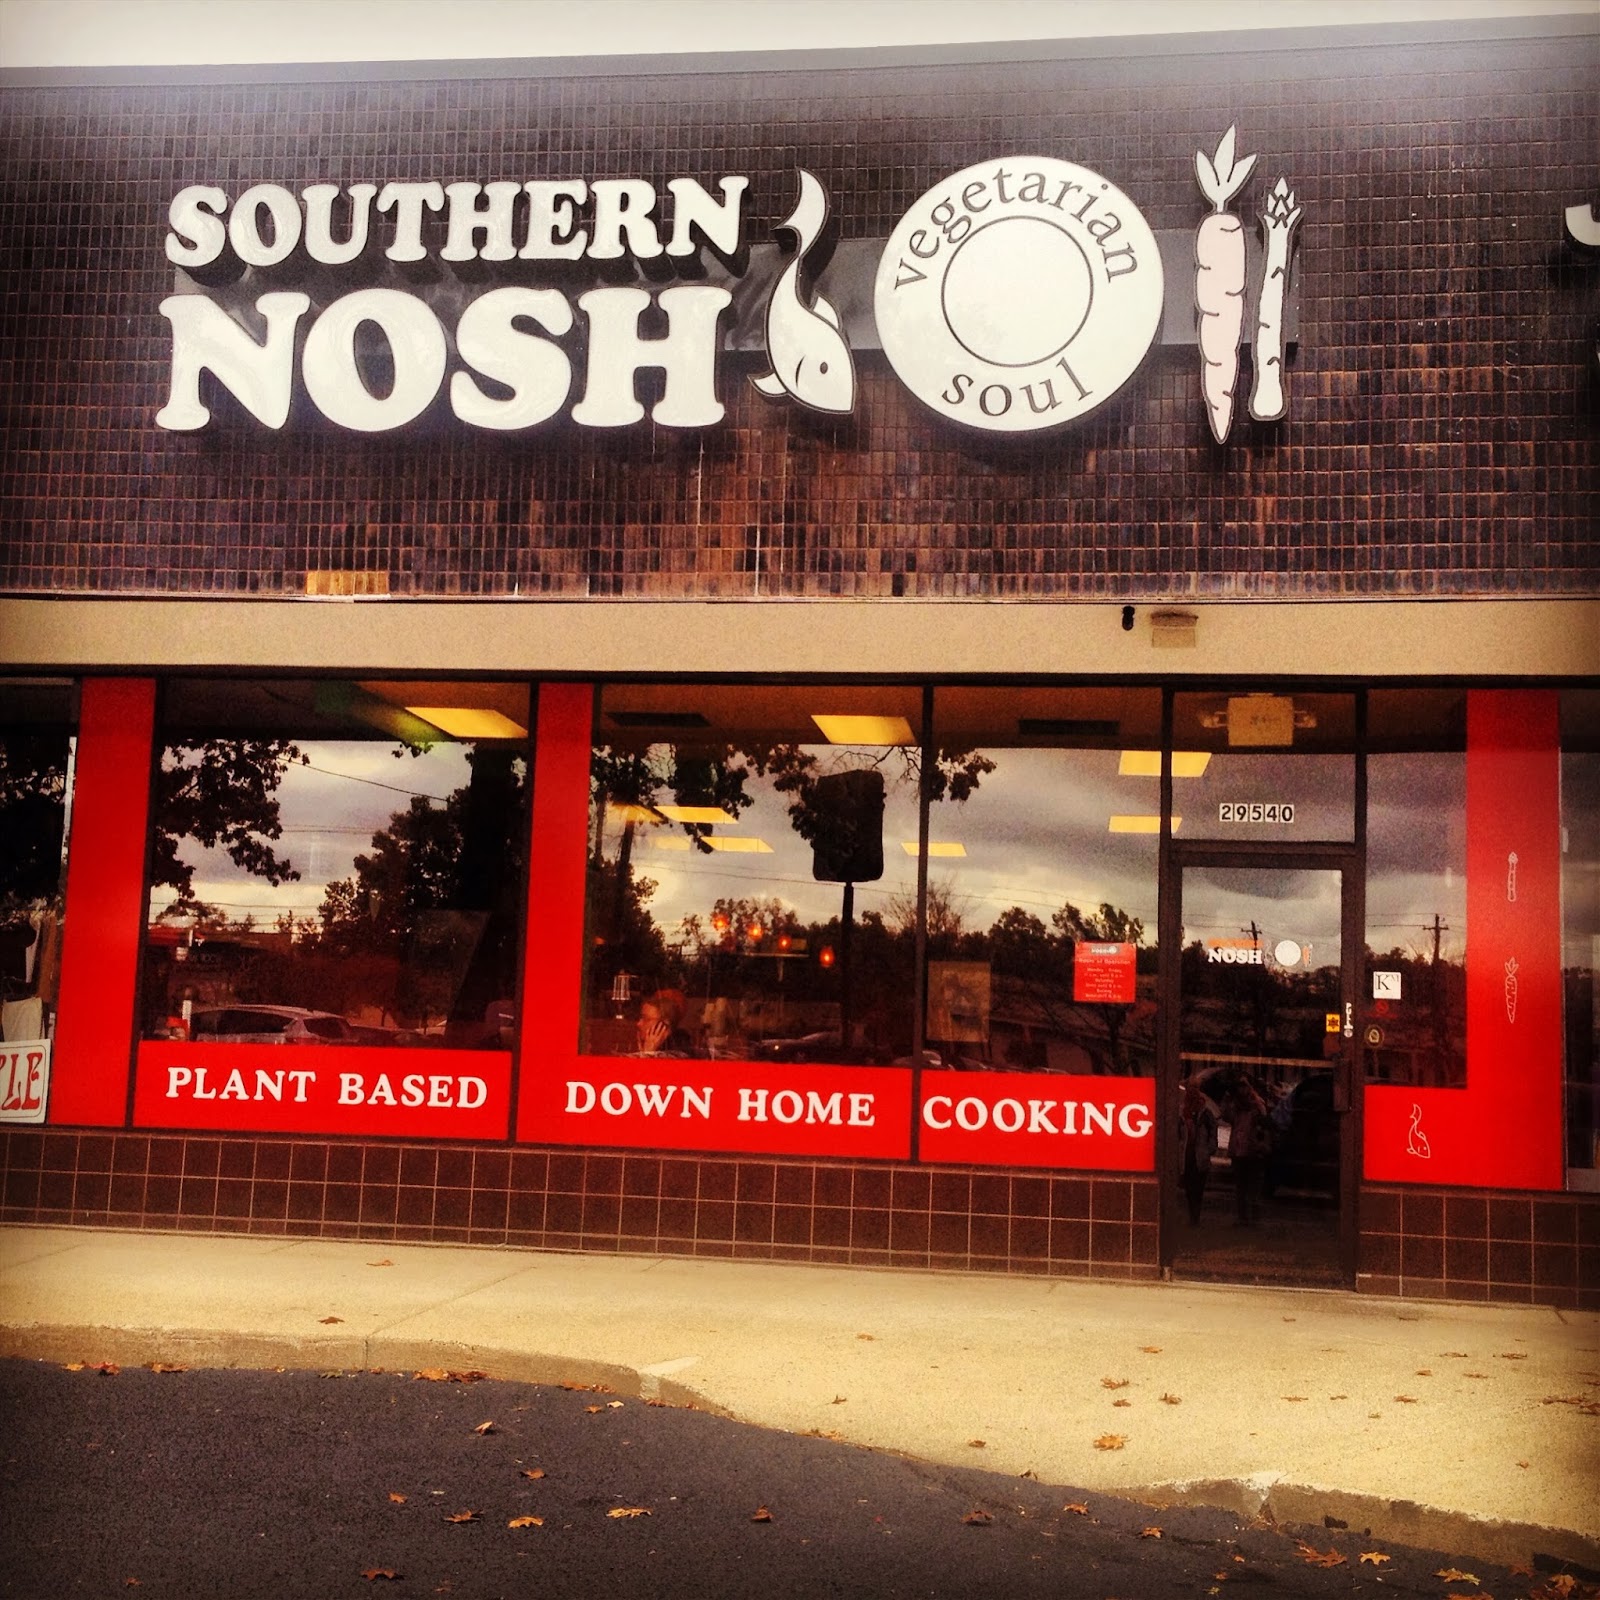 SOUTHERN
NOSH
vegetarian
soul
29540
NOSH
PLANT BASED
DOWN HOME
COOKING